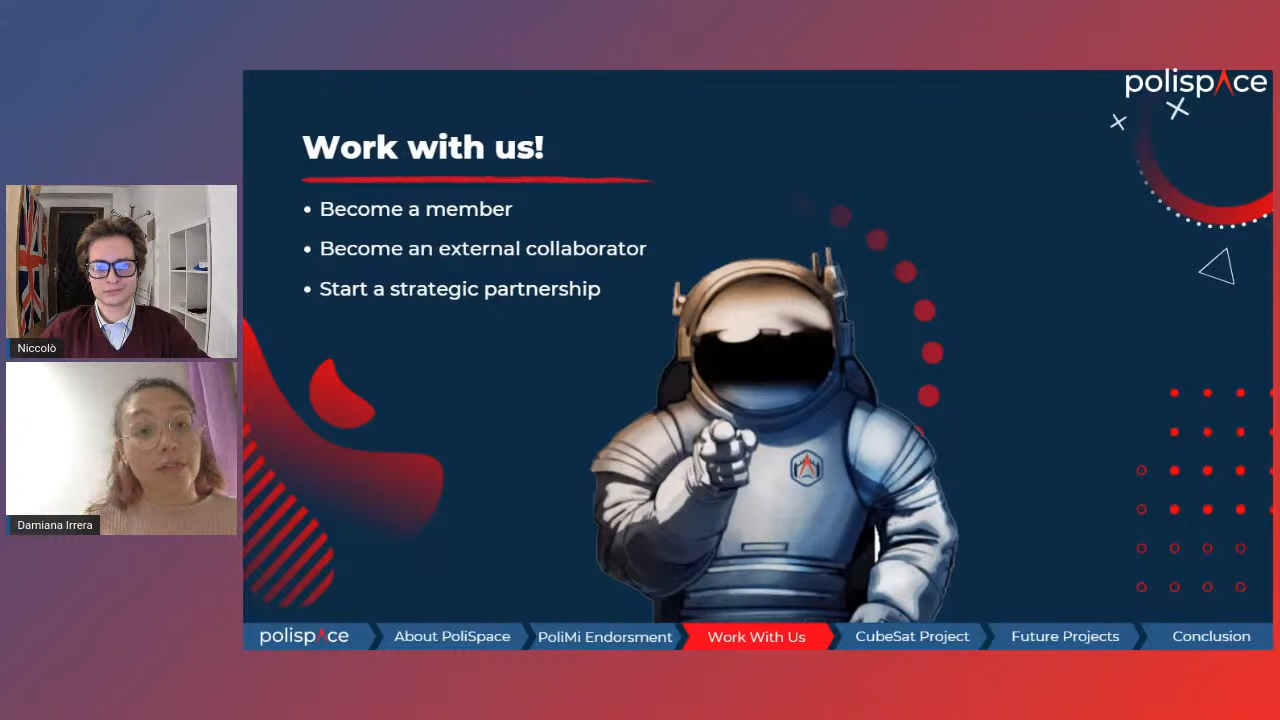 polispace
Work with us!
• Become a member
• Become an external collaborator
• Start a strategic partnership
Niccolò
Damiana Irrera
polispace
About PoliSpace
PoliMi Endorsment
Work With Us
CubeSat Project
Future Projects
Conclusion